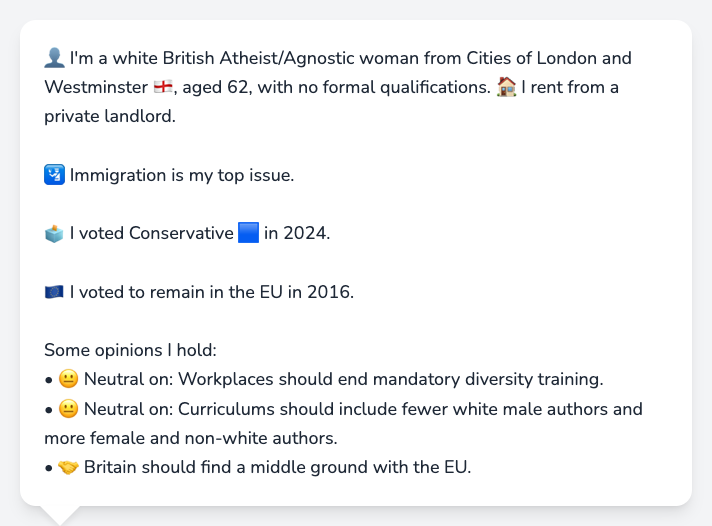 👤 I'm a white British Atheist/Agnostic woman from Cities of London and
Westminster 🏴󠁧󠁢󠁥󠁮󠁧󠁿, aged 62, with no formal qualifications. 🏠 I rent from a
private landlord.
🛂 Immigration is my top issue.
🗳️ I voted Conservative 🟦 in 2024.
🇪🇺 I voted to remain in the EU in 2016.
Some opinions I hold:
• 😐 Neutral on: Workplaces should end mandatory diversity training.
• 😐 Neutral on: Curriculums should include fewer white male authors and
more female and non-white authors.
• 🤝 Britain should find a middle ground with the EU.